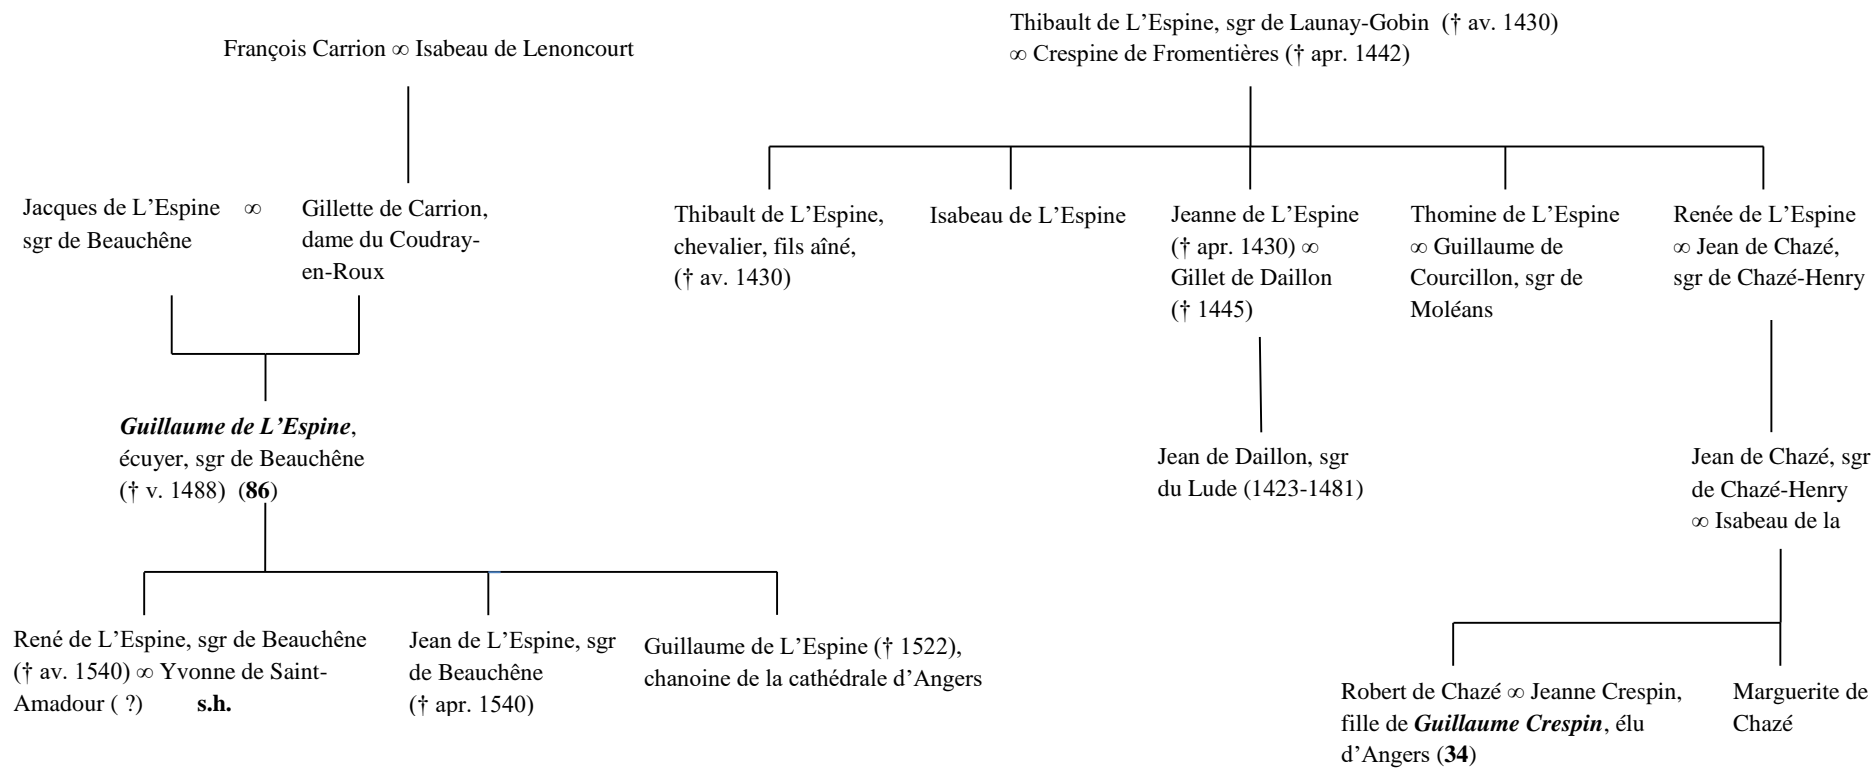 François Carrion ∞ Isabeau de Lenoncourt
Thibault de L’Espine, sgr de Launay-Gobin († av. 1430)
∞ Crespine de Fromentières († apr. 1442)
Jacques de L’Espine ∞
sgr de Beauchêne
Gillette de Carrion,
dame du Coudray-
en-Roux
Thibault de L’Espine,
chevalier, fils aîné,
(† av. 1430)
Isabeau de L’Espine
Jeanne de L’Espine
(† apr. 1430) ∞
Gillet de Daillon
(† 1445)
Thomine de L’Espine
∞ Guillaume de
Courcillon, sgr de
Moléans
Renée de L’Espine
∞ Jean de Chazé,
sgr de Chazé-Henry
Guillaume de L’Espine,
écuyer, sgr de Beauchêne
(† v. 1488) (86)
Jean de Daillon, sgr
du Lude (1423-1481)
Jean de Chazé, sgr
de Chazé-Henry
∞ Isabeau de la
René de L’Espine, sgr de Beauchêne
(† av. 1540) ∞ Yvonne de Saint-
Amadour ( ?) s.h.
Jean de L’Espine, sgr
de Beauchêne
(† apr. 1540)
Guillaume de L’Espine († 1522),
chanoine de la cathédrale d’Angers
Robert de Chazé ∞ Jeanne Crespin,
fille de Guillaume Crespin, élu
d’Angers (34)
Marguerite de
Chazé